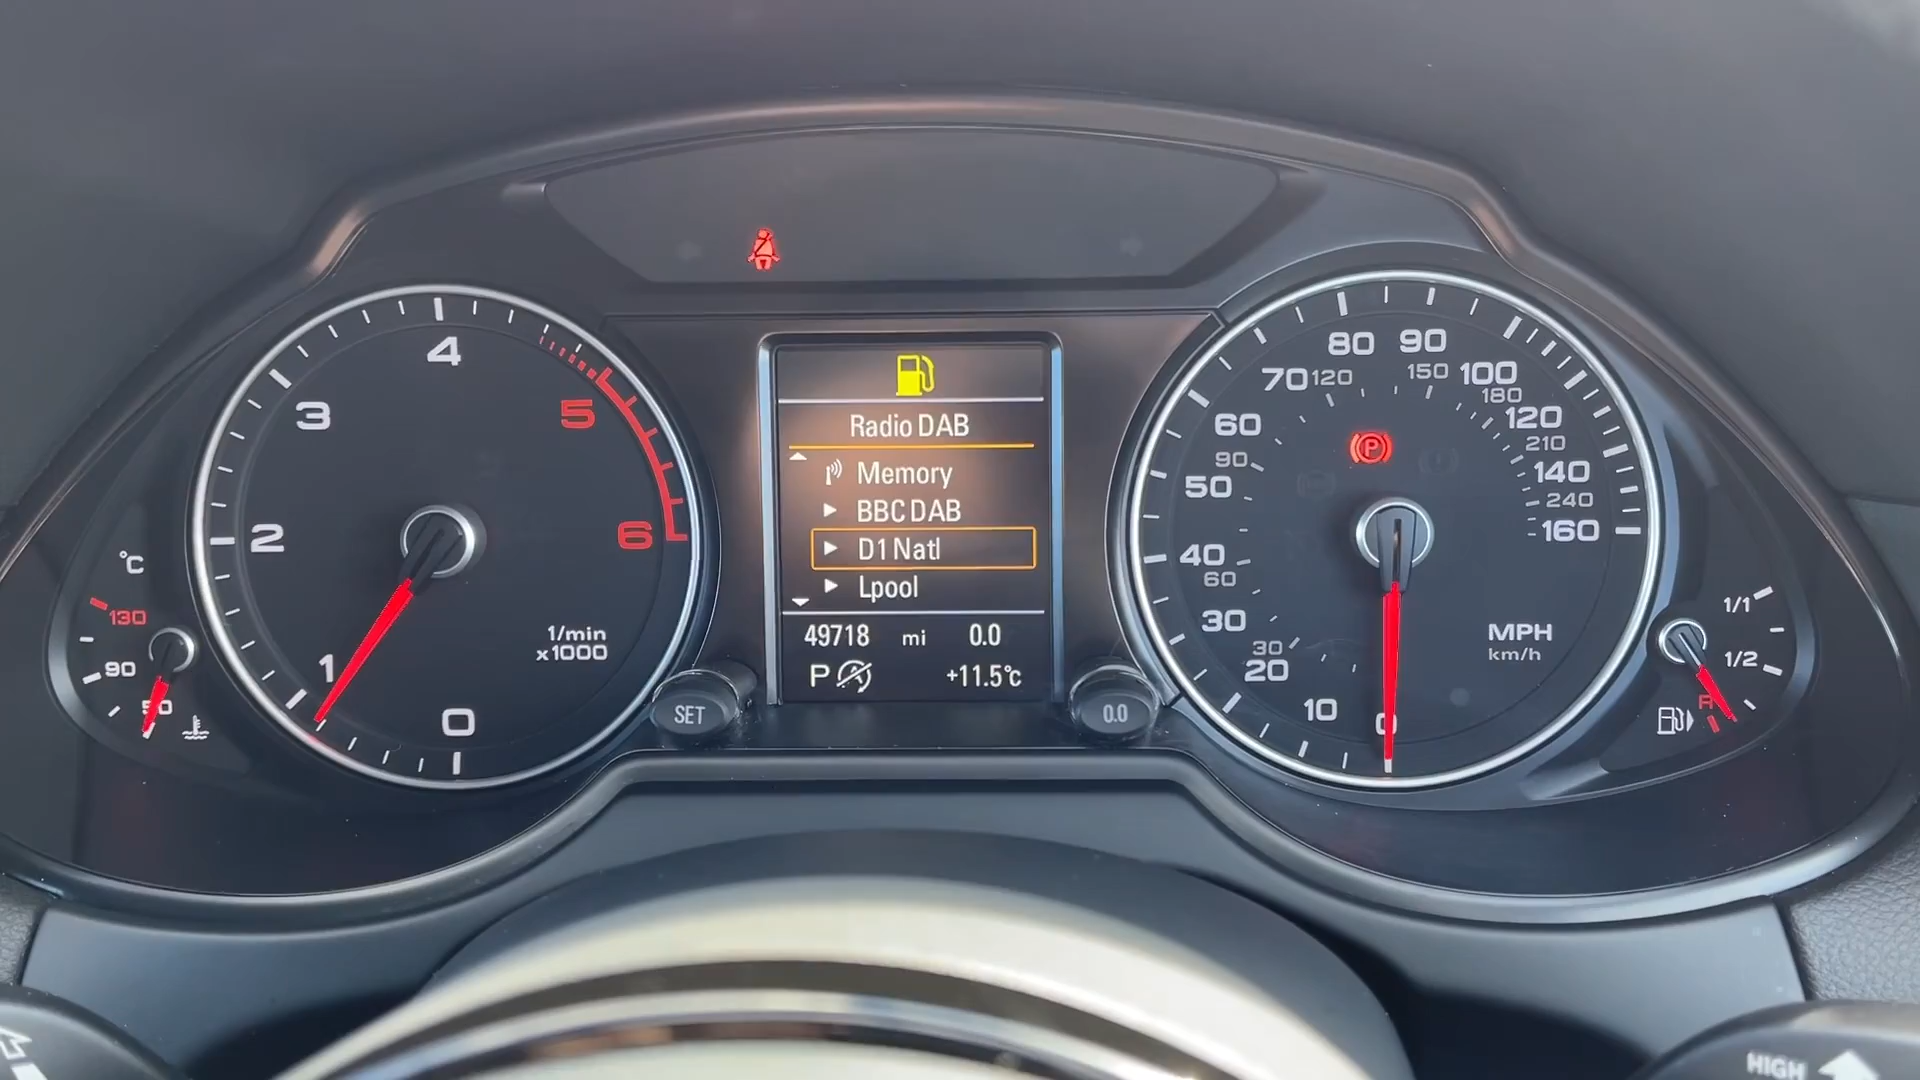 4
3
5
2
6
1
0
1/min
x1000
°C
130
90
50
Radio DAB
Memory
BBC DAB
D1 Natl
Lpool
49718 mi 0.0
P +11.5°C
SET
0.0
80 90
70 120 150 100
180
60 120
210
90 140
50 240
160
40
60
30
30
20
10
0
MPH
km/h
P
1/1
1/2
R
HIGH